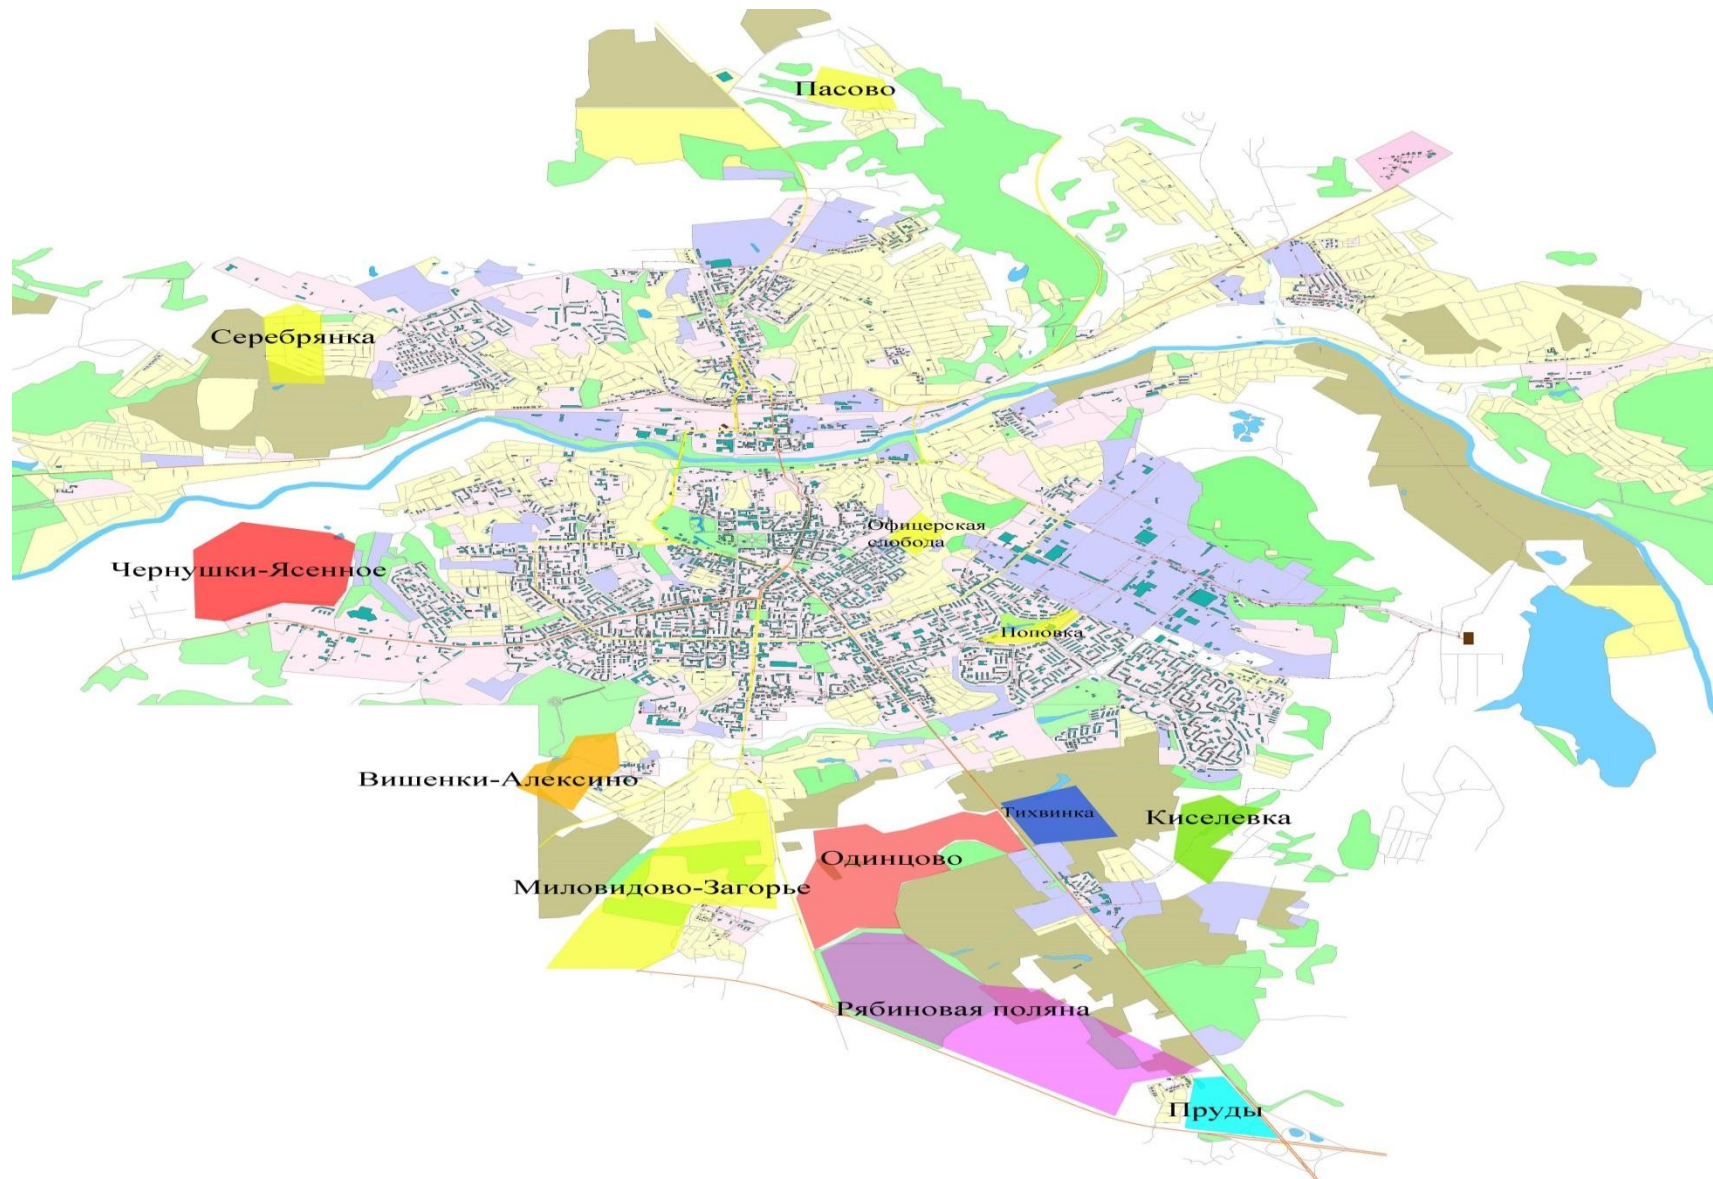 Пасово
Серебрянка
Офицерская
слобода
Чернушки-Ясенное
Поповка
Вишенки-Алексино
Тихвинка
Киселевка
Одинцово
Миловидово-Загорье
Рябиновая поляна
Пруды